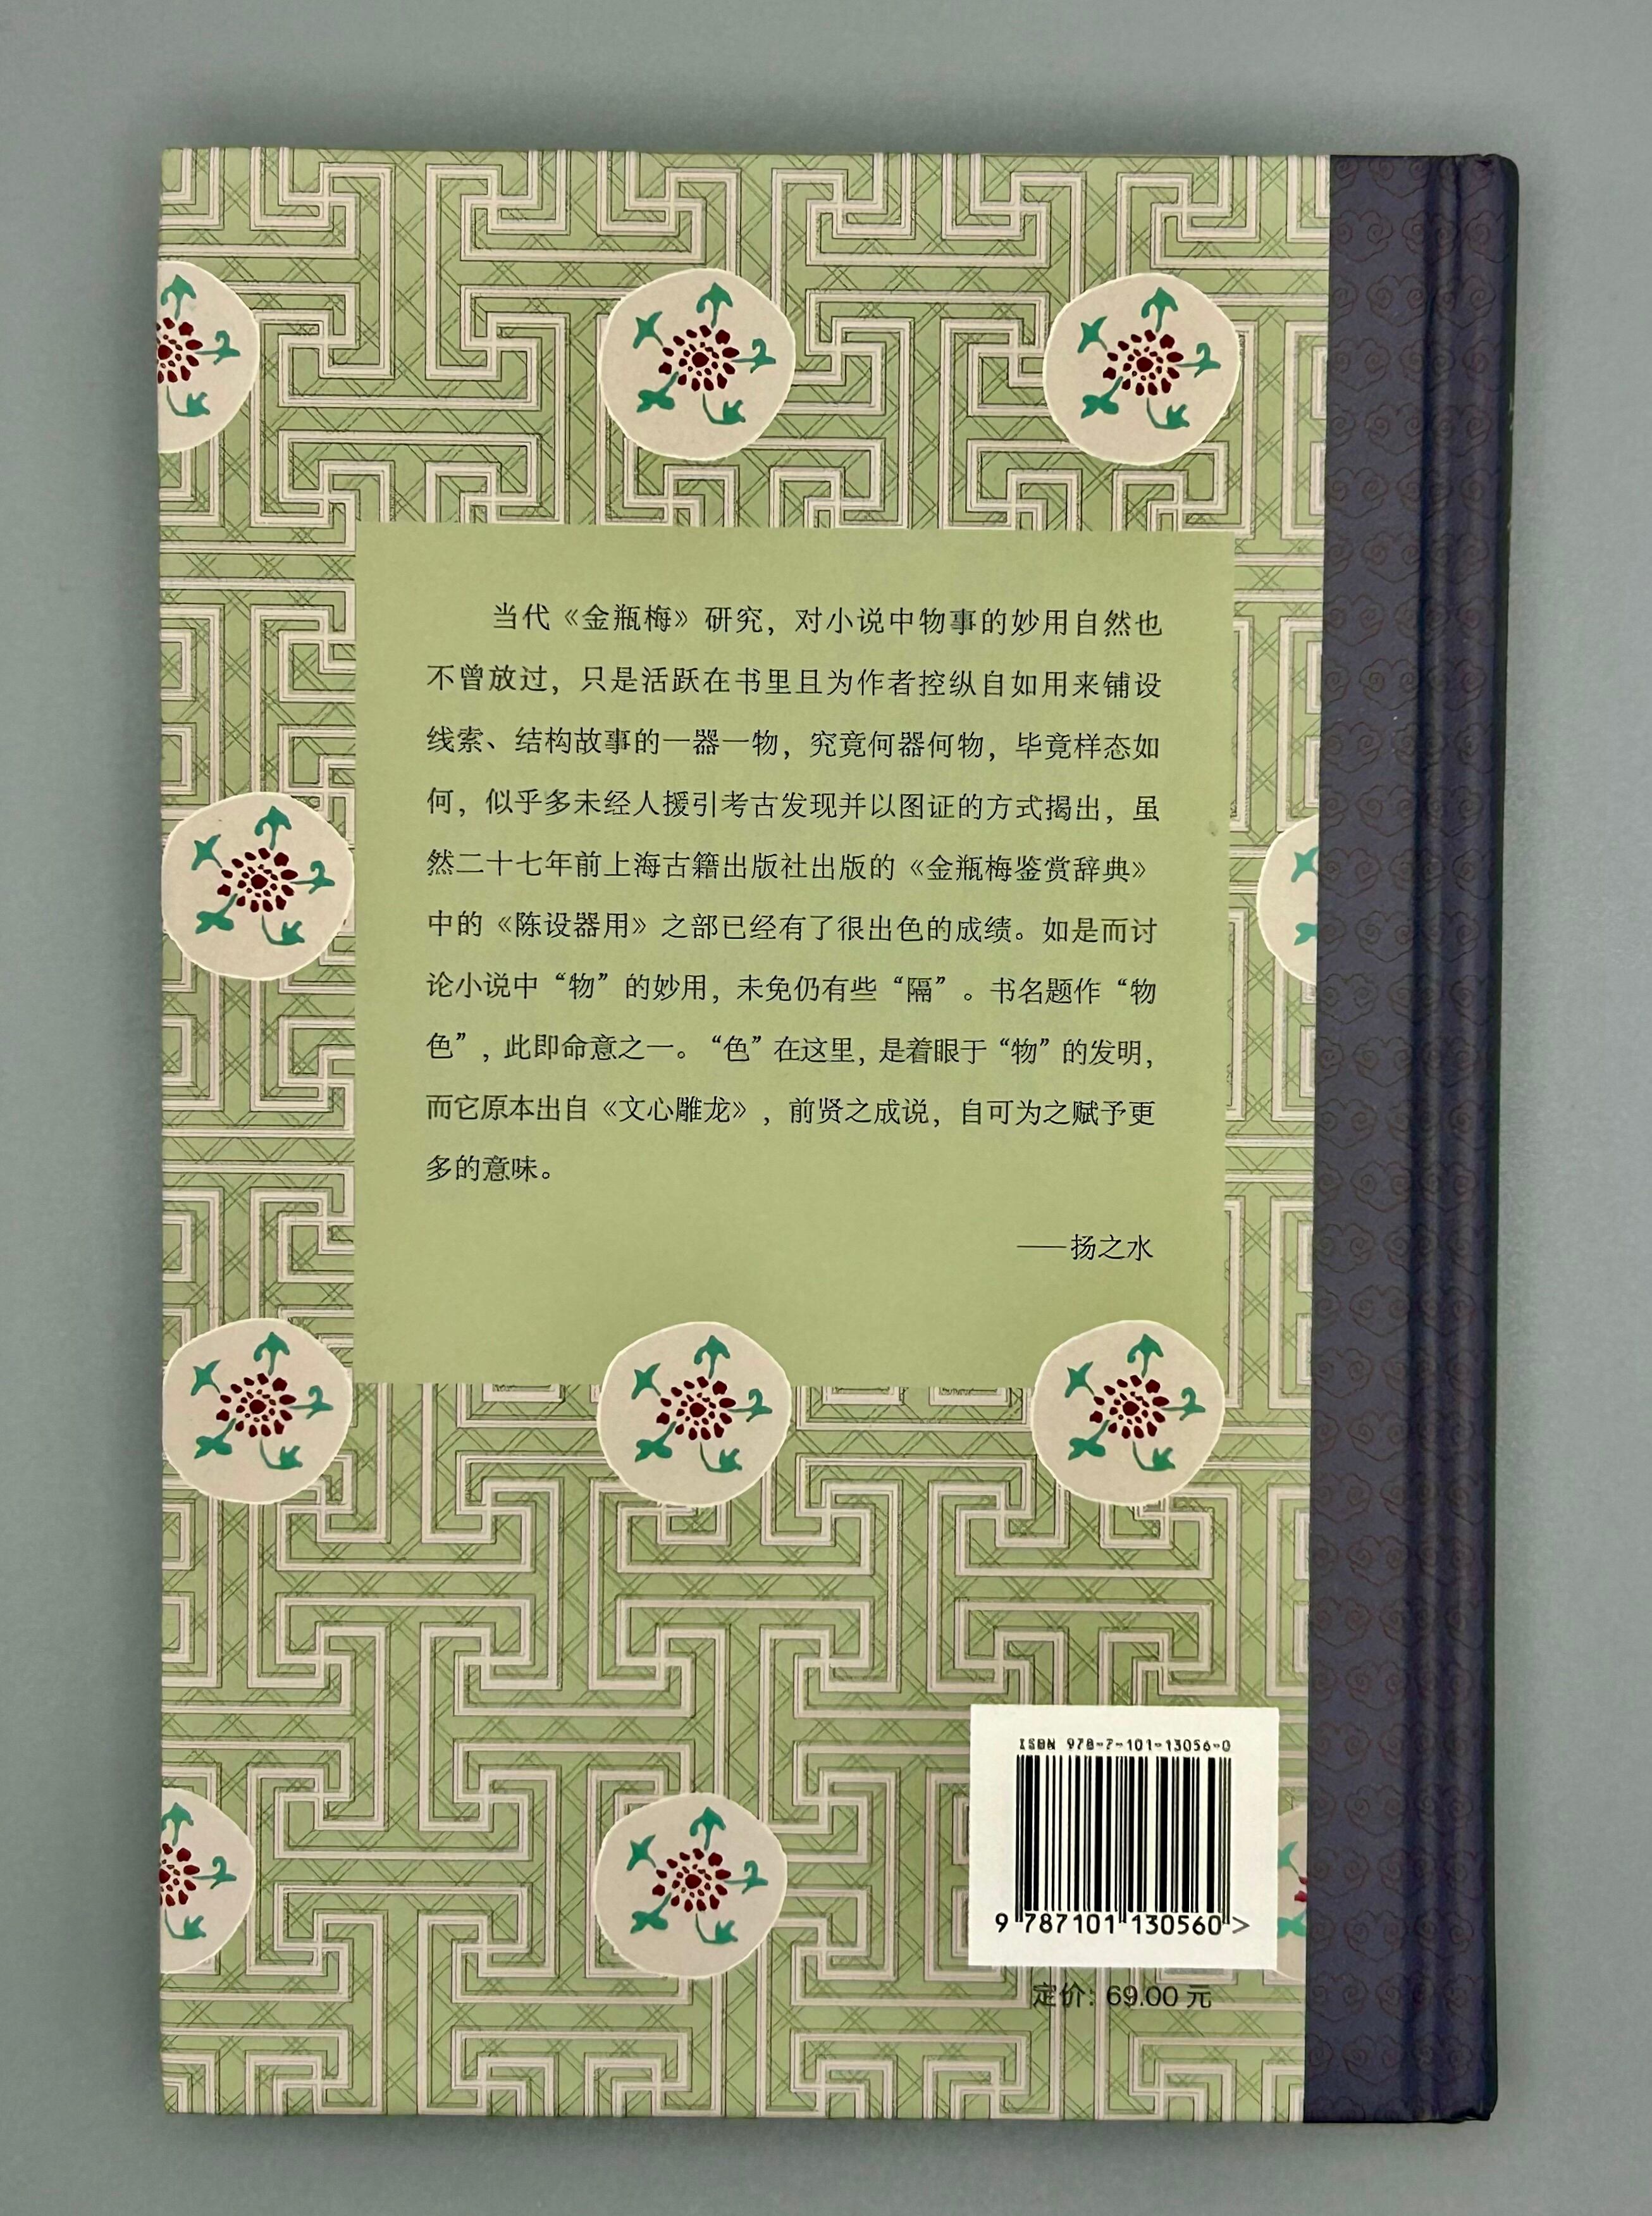 当代《金瓶梅》研究，对小说中物事的妙用自然也
不曾放过，只是活跃在书里且为作者控纵自如用来铺设
线索、结构故事的一器一物，究竟何器何物，毕竟样态如
何，似乎多未经人援引考古发现并以图证的方式揭出，虽
然二十七年前上海古籍出版社出版的《金瓶梅鉴赏辞典》
中的《陈设器用》之部已经有了很出色的成绩。如是而讨
论小说中“物”的妙用，未免仍有些“隔”。书名题作“物
色”，此即命意之一。“色”在这里，是着眼于“物”的发明，
而它原本出自《文心雕龙》，前贤之成说，自可为之赋予更
多的意味。
——扬之水
ISBN 978-7-101-13056-0
9 787101 130560 >
定价：69.00 元